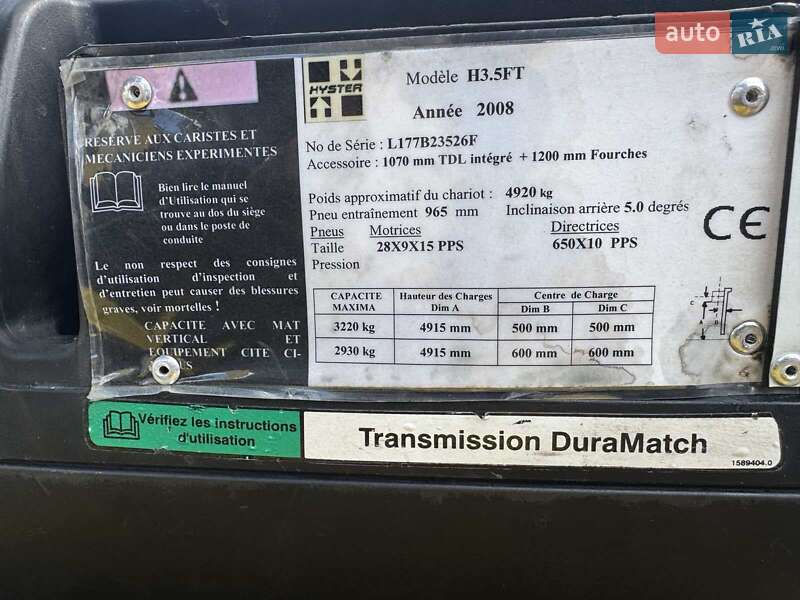 auto RIA
HYSTER
Modèle H3.5FT
Année 2008
No de Série : L177B23526F
Accessoire : 1070 mm TDL intégré + 1200 mm Fourches
Poids approximatif du chariot : 4920 kg
Pneu entraînement 965 mm Inclinaison arrière 5.0 degrés
Pneus Motrices Directrices
Taille 28X9X15 PPS 650X10 PPS
Pression
CAPACITE MAXIMA Hauteur des Charges Dim A Centre de Charge Dim B Dim C
3220 kg 4915 mm 500 mm 500 mm
2930 kg 4915 mm 600 mm 600 mm
CE
RESERVE AUX CARISTES ET
MECANICIENS EXPERIMENTES
Bien lire le manuel
d'Utilisation qui se
trouve au dos du siège
ou dans le poste de
conduite
Le non respect des consignes
d'utilisation d'inspection et
d'entretien peut causer des blessures
graves, voir mortelles !
CAPACITE AVEC MAT
VERTICAL ET
EQUIPEMENT CITE CI-
Vérifiez les instructions
d'utilisation
Transmission DuraMatch
1589404.0